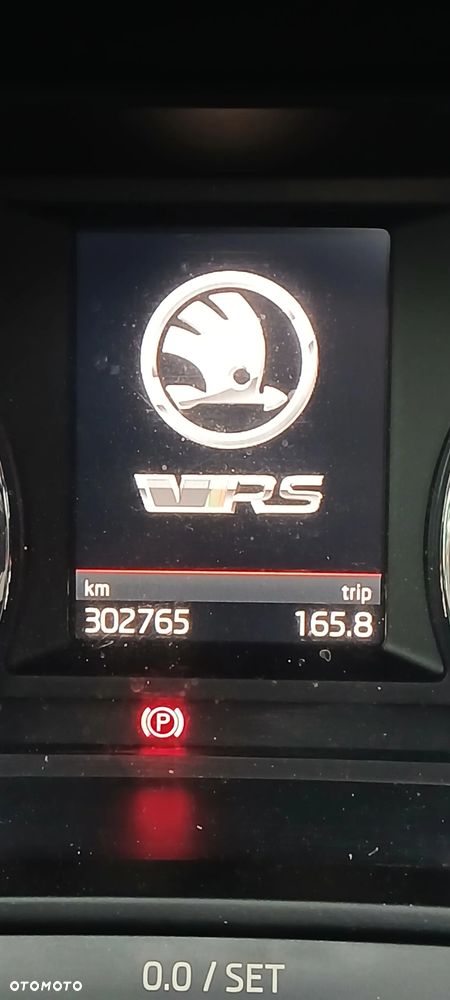 VRS
km trip
302765 165.8
P
0.0 / SET
OTOMOTO